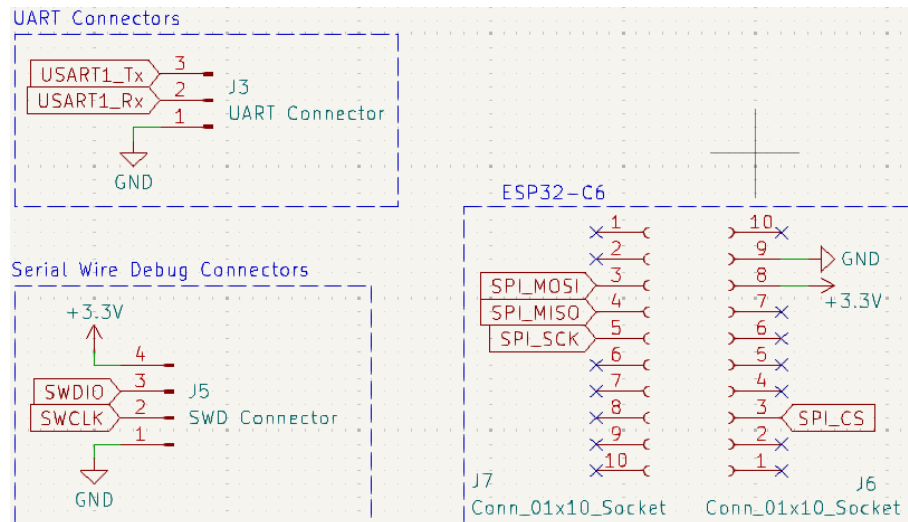 UART Connectors
USART1_Tx 3
USART1_Rx 2
1
J3
UART Connector
GND
Serial Wire Debug Connectors
+3.3V
4
SWDIO 3
SWCLK 2
1
J5
SWD Connector
GND
ESP32-C6
1
2
SPI_MOSI 3
SPI_MISO 4
SPI_SCK 5
6
7
8
9
10
J7
Conn_01x10_Socket
10
9 GND
8 +3.3V
7
6
5
4
3 SPI_CS
2
1
J6
Conn_01x10_Socket